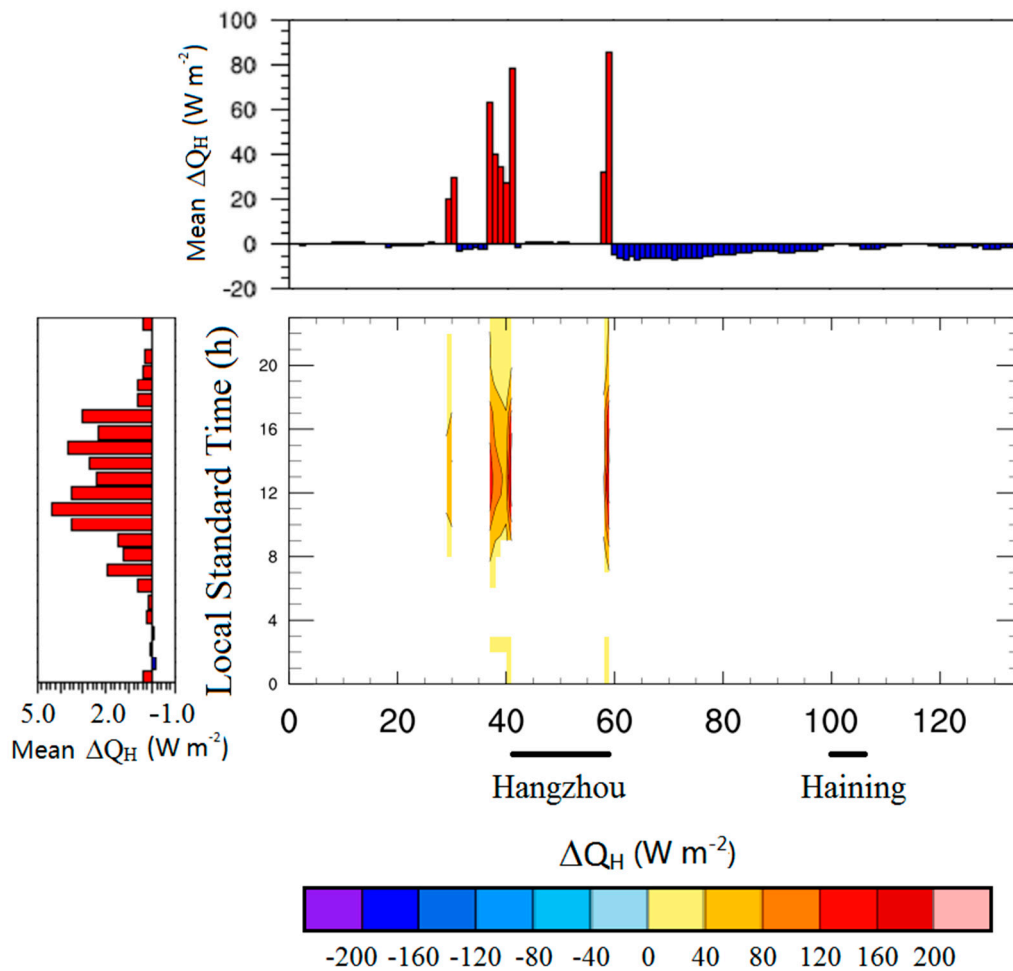 100
80
60
40
20
0
-20
Mean ΔQH (W m-2)
20
16
12
8
4
0
Local Standard Time (h)
5.0 2.0 -1.0
Mean ΔQH (W m-2)
0 20 40 60 80 100 120
Hangzhou Haining
ΔQH (W m-2)
-200 -160 -120 -80 -40 0 40 80 120 160 200